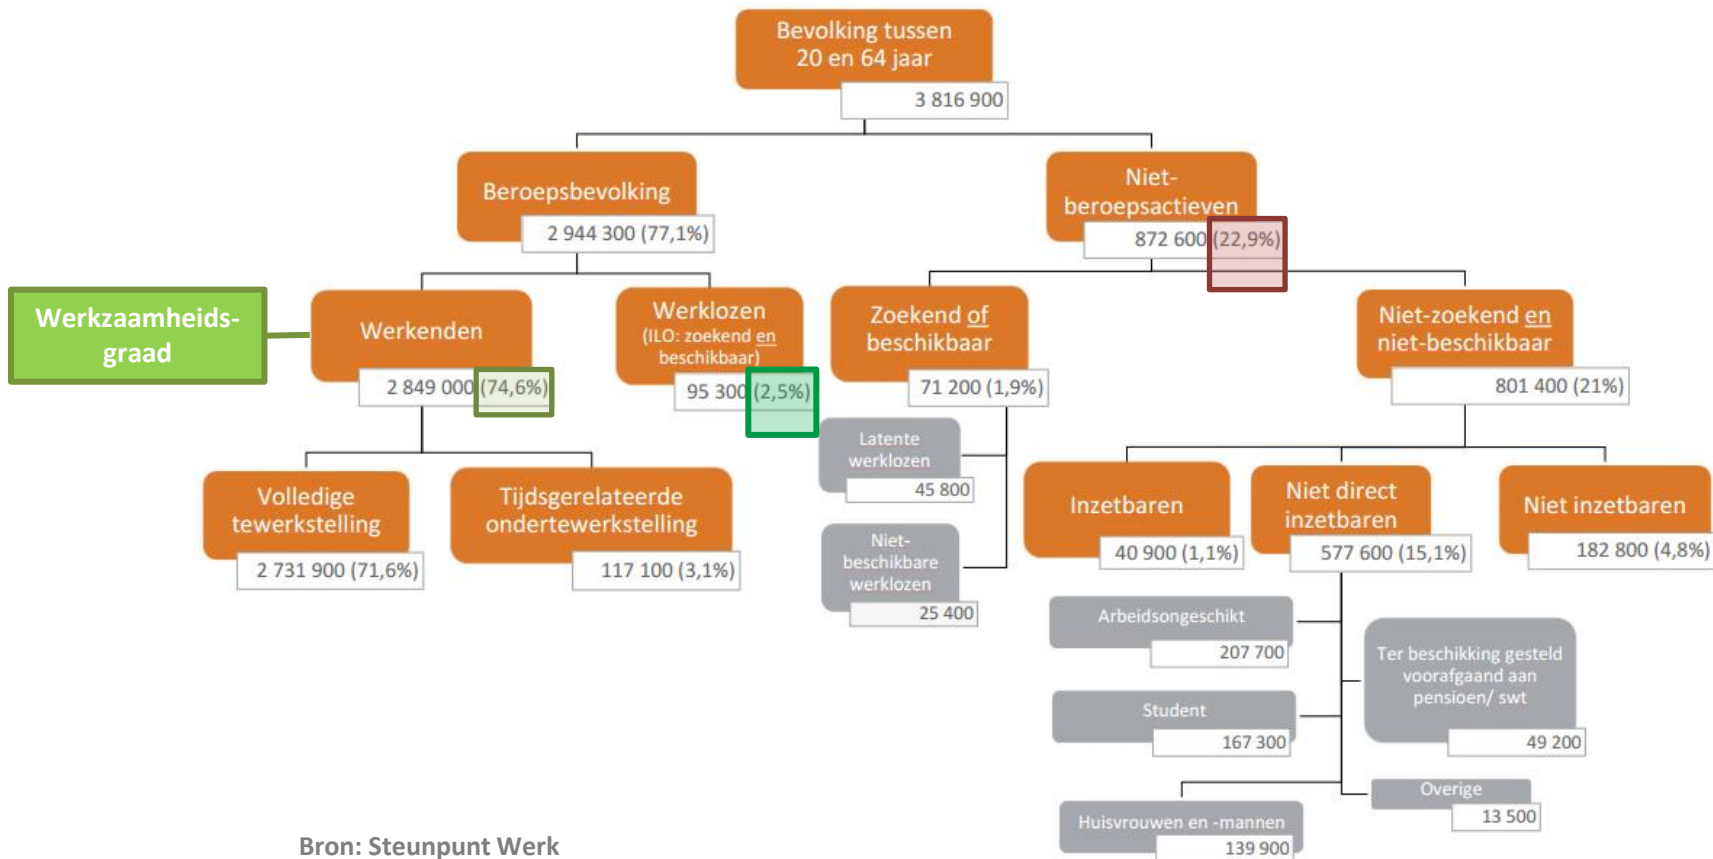 Bevolking tussen
20 en 64 jaar
3 816 900
Beroepsbevolking
2 944 300 (77,1%)
Niet-
beroepsactieven
872 600 (22,9%)
Werkzaamheids-
graad
Werkenden
2 849 000 (74,6%)
Werklozen
(ILO: zoekend en
beschikbaar)
95 300 (2,5%)
Zoekend of
beschikbaar
71 200 (1,9%)
Niet-zoekend en
niet-beschikbaar
801 400 (21%)
Volledige
tewerkstelling
2 731 900 (71,6%)
Tijdsgerelateerde
ondertewerkstelling
117 100 (3,1%)
Latente
werklozen
45 800
Niet-
beschikbare
werklozen
25 400
Inzetbaren
40 900 (1,1%)
Niet direct
inzetbaren
577 600 (15,1%)
Niet inzetbaren
182 800 (4,8%)
Arbeidsongeschikt
207 700
Ter beschikking gesteld
voorafgaand aan
pensioen/ swt
49 200
Student
167 300
Overige
13 500
Huisvrouwen en -mannen
139 900
Bron: Steunpunt Werk